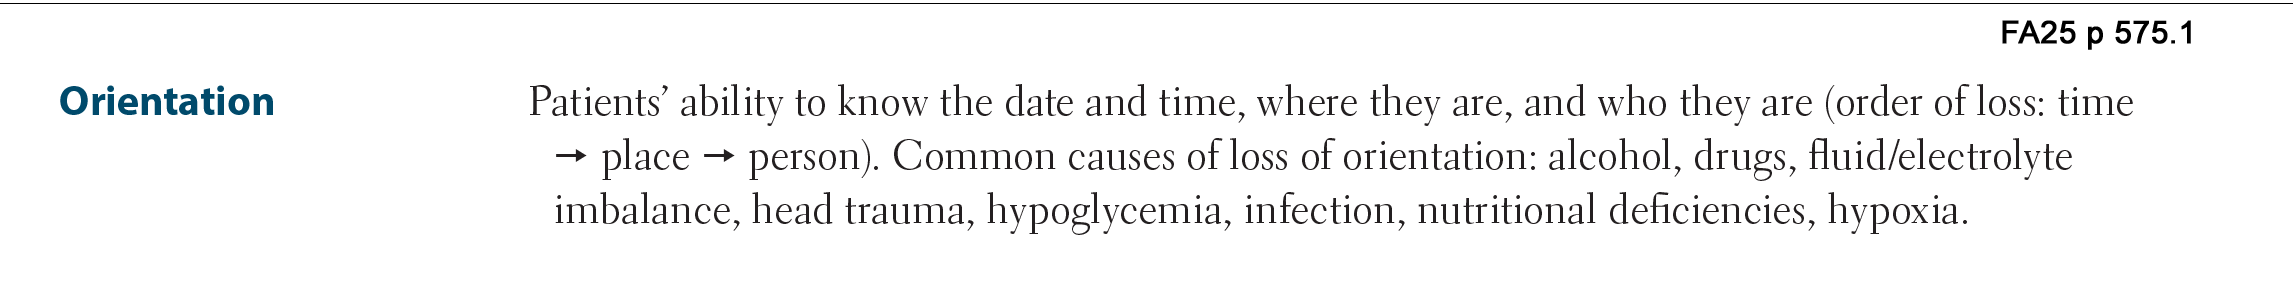 FA25 p 575.1
Orientation Patients’ ability to know the date and time, where they are, and who they are (order of loss: time
→ place → person). Common causes of loss of orientation: alcohol, drugs, fluid/electrolyte
imbalance, head trauma, hypoglycemia, infection, nutritional deficiencies, hypoxia.